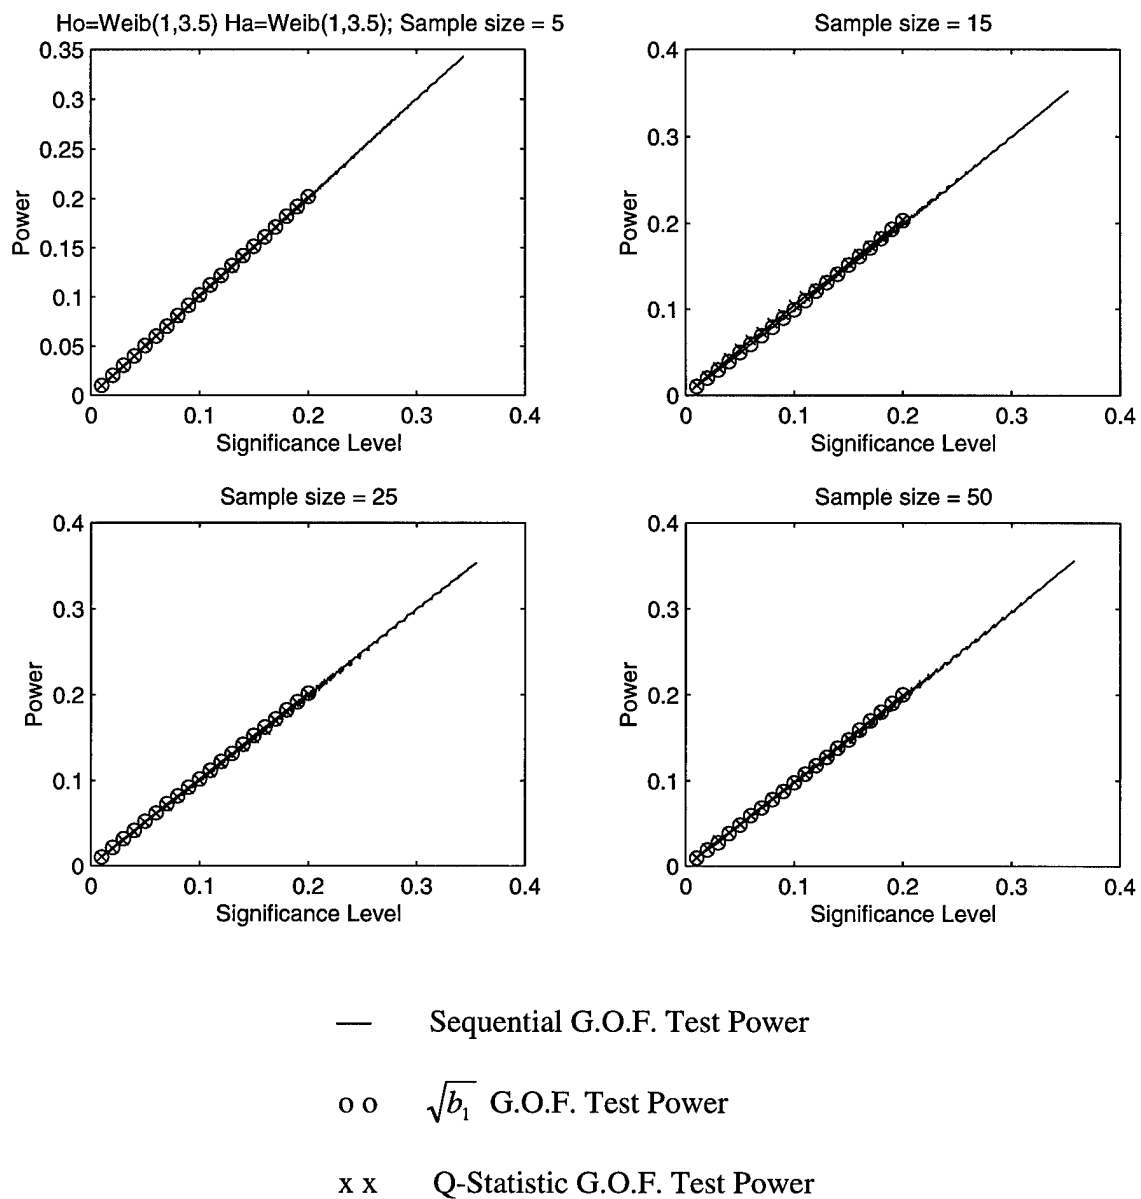 Ho=Weib(1,3.5) Ha=Weib(1,3.5); Sample size = 5
0.35
0.3
0.25
0.2
0.15
0.1
0.05
0
Power
0 0.1 0.2 0.3 0.4
Significance Level
Sample size = 15
0.4
0.3
0.2
0.1
0
Power
0 0.1 0.2 0.3 0.4
Significance Level
Sample size = 25
0.4
0.3
0.2
0.1
0
Power
0 0.1 0.2 0.3 0.4
Significance Level
Sample size = 50
0.4
0.3
0.2
0.1
0
Power
0 0.1 0.2 0.3 0.4
Significance Level
— Sequential G.O.F. Test Power
o o √b₁ G.O.F. Test Power
x x Q-Statistic G.O.F. Test Power